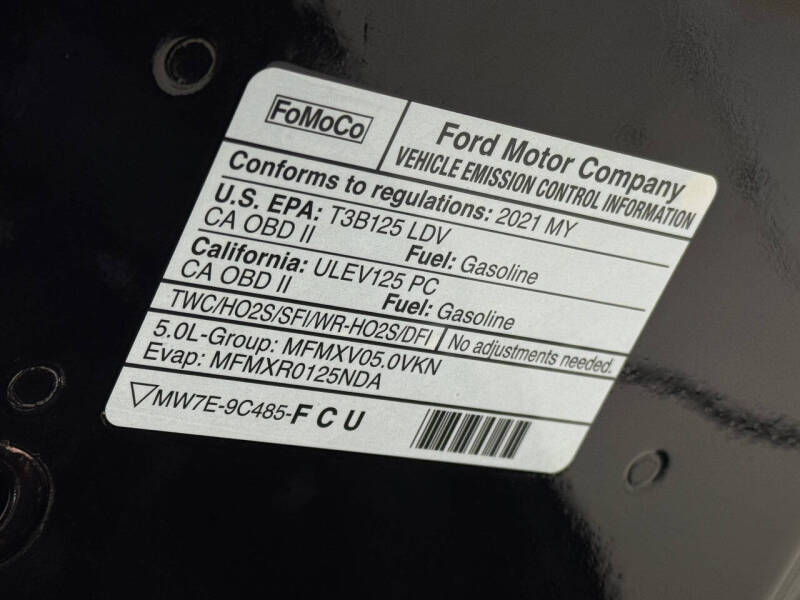 FoMoCo
Ford Motor Company
VEHICLE EMISSION CONTROL INFORMATION
Conforms to regulations: 2021 MY
U.S. EPA: T3B125 LDV
CA OBD II Fuel: Gasoline
California: ULEV125 PC
CA OBD II Fuel: Gasoline
TWC/HO2S/SFI/WR-HO2S/DFI No adjustments needed.
5.0L-Group: MFMXV05.0VKN
Evap: MFMXR0125NDA
▽MW7E-9C485-FCU